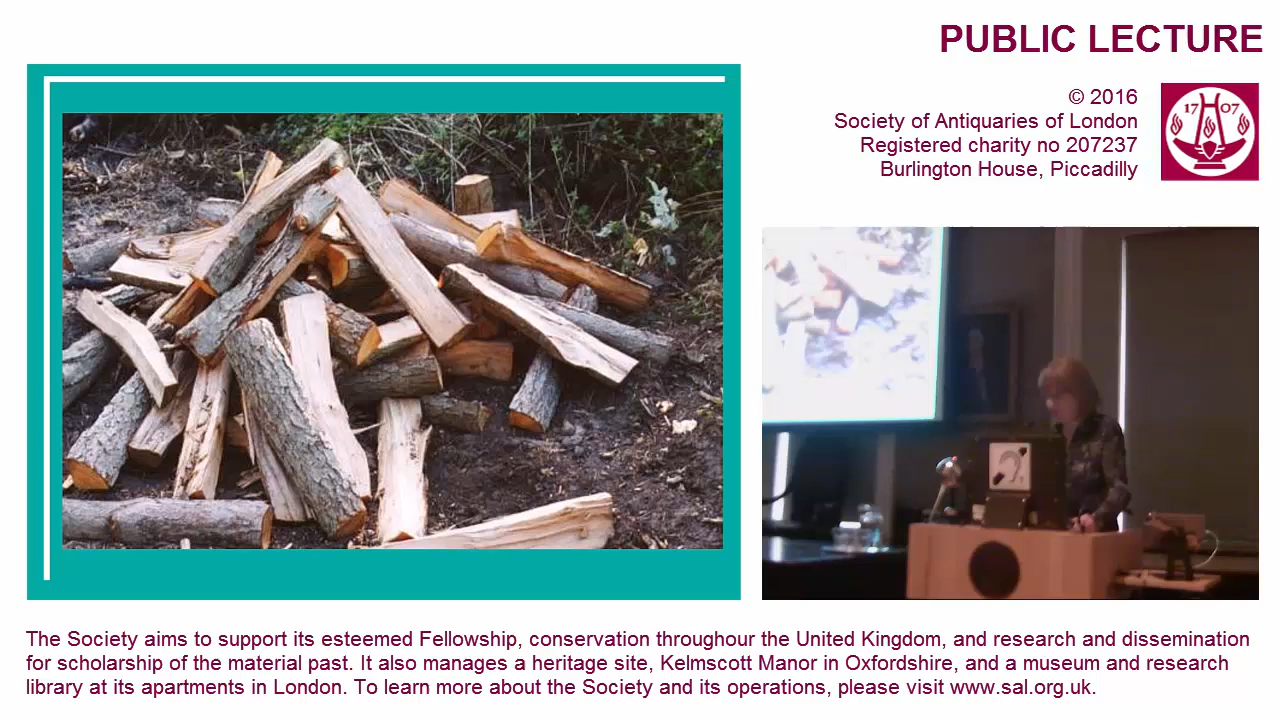 PUBLIC LECTURE
© 2016
Society of Antiquaries of London
Registered charity no 207237
Burlington House, Piccadilly
17 07
The Society aims to support its esteemed Fellowship, conservation throughour the United Kingdom, and research and dissemination
for scholarship of the material past. It also manages a heritage site, Kelmscott Manor in Oxfordshire, and a museum and research
library at its apartments in London. To learn more about the Society and its operations, please visit www.sal.org.uk.